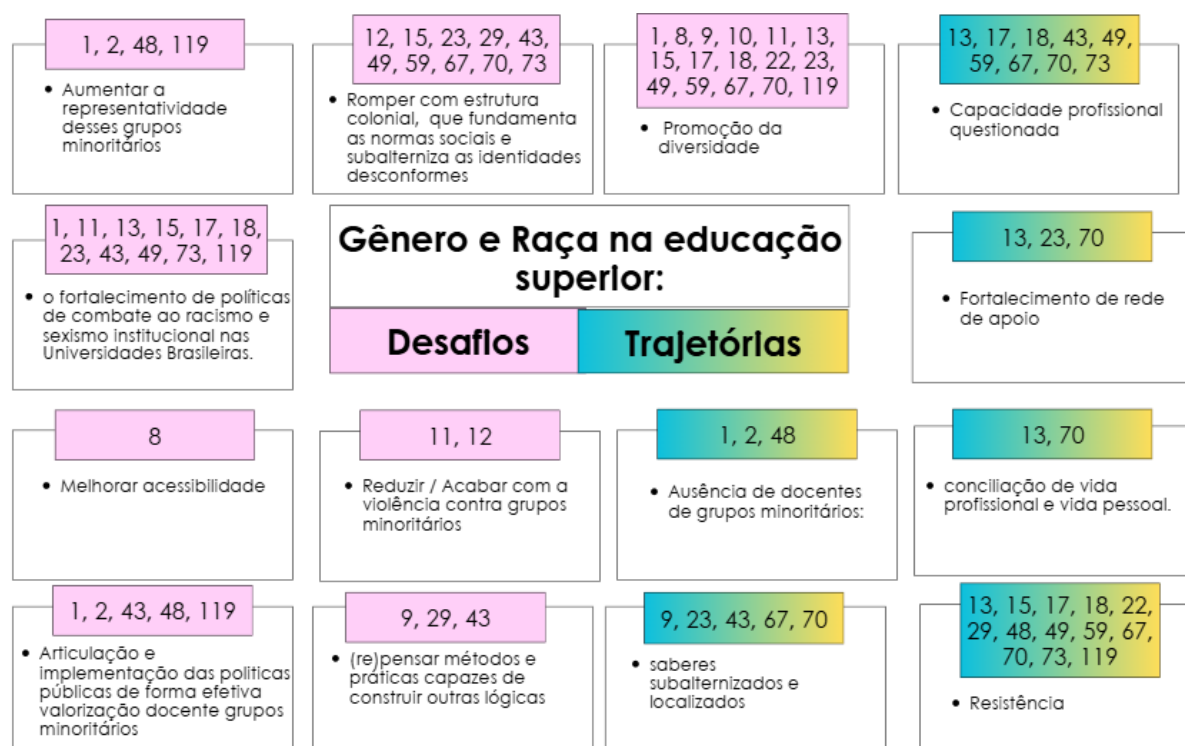 1, 2, 48, 119
• Aumentar a
representatividade
desses grupos
minoritários
12, 15, 23, 29, 43,
49, 59, 67, 70, 73
• Romper com estrutura
colonial, que fundamenta
as normas sociais e
subalterniza as identidades
desconformes
1, 8, 9, 10, 11, 13,
15, 17, 18, 22, 23,
49, 59, 67, 70, 119
• Promoção da
diversidade
13, 17, 18, 43, 49,
59, 67, 70, 73
• Capacidade profissional
questionada
1, 11, 13, 15, 17, 18,
23, 43, 49, 73, 119
• o fortalecimento de políticas
de combate ao racismo e
sexismo institucional nas
Universidades Brasileiras.
Gênero e Raça na educação
superior:
Desafios
Trajetórias
13, 23, 70
• Fortalecimento de rede
de apoio
8
• Melhorar acessibilidade
11, 12
• Reduzir / Acabar com a
violência contra grupos
minoritários
1, 2, 48
• Ausência de docentes
de grupos minoritários:
13, 70
• conciliação de vida
profissional e vida pessoal.
1, 2, 43, 48, 119
• Articulação e
implementação das politicas
públicas de forma efetiva
valorização docente grupos
minoritários
9, 29, 43
• (re)pensar métodos e
práticas capazes de
construir outras lógicas
9, 23, 43, 67, 70
• saberes
subalternizados e
localizados
13, 15, 17, 18, 22,
29, 48, 49, 59, 67,
70, 73, 119
• Resistência